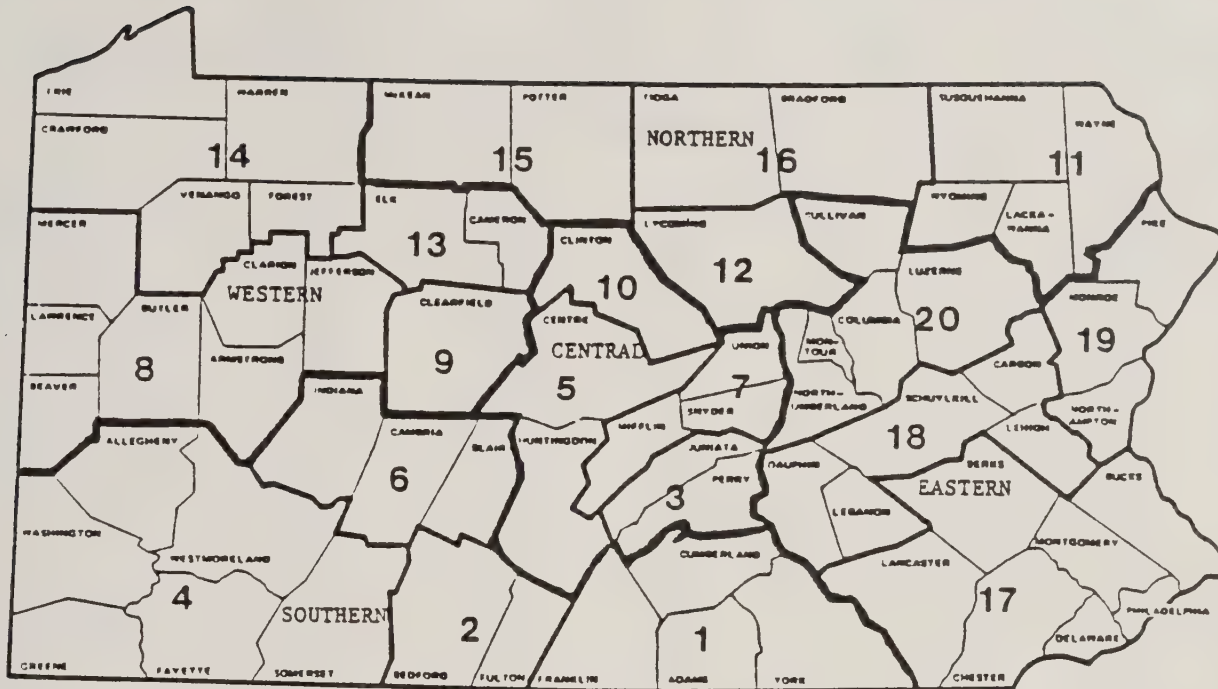 ERIE
WARREN
McKEAN
POTTER
TIOGA
BRADFORD
SUSQUEHANNA
WAYNE
CRAWFORD
NORTHERN
14
15
16
11
VENANGO
FOREST
ELK
CAMERON
LYCOMING
SULLIVAN
WYOMING
LACKA-
WANNA
PIKE
MERCER
CLINTON
13
12
CLARION
JEFFERSON
LUZERNE
WESTERN
CLEARFIELD
10
MONROE
LAWRENCE
BUTLER
CENTRE
COLUMBIA
20
CENTRAL
UNION
MON-
TOUR
19
ARMSTRONG
8
9
5
7
CARBON
BEAVER
INDIANA
SNYDER
NORTH-
UMBERLAND
SCHUYLKILL
NORTH-
AMPTON
ALLEGHENY
CAMBRIA
BLAIR
HUNTINGDON
MIFFLIN
18
LEHIGH
JUNIATA
DAUPHIN
BERKS
BUCKS
6
PERRY
3
EASTERN
LEBANON
WASHINGTON
WESTMORELAND
CUMBERLAND
LANCASTER
MONTGOMERY
4
SOUTHERN
2
1
17
PHILADELPHIA
DELAWARE
GREENE
FAYETTE
SOMERSET
BEDFORD
FULTON
FRANKLIN
ADAMS
YORK
CHESTER